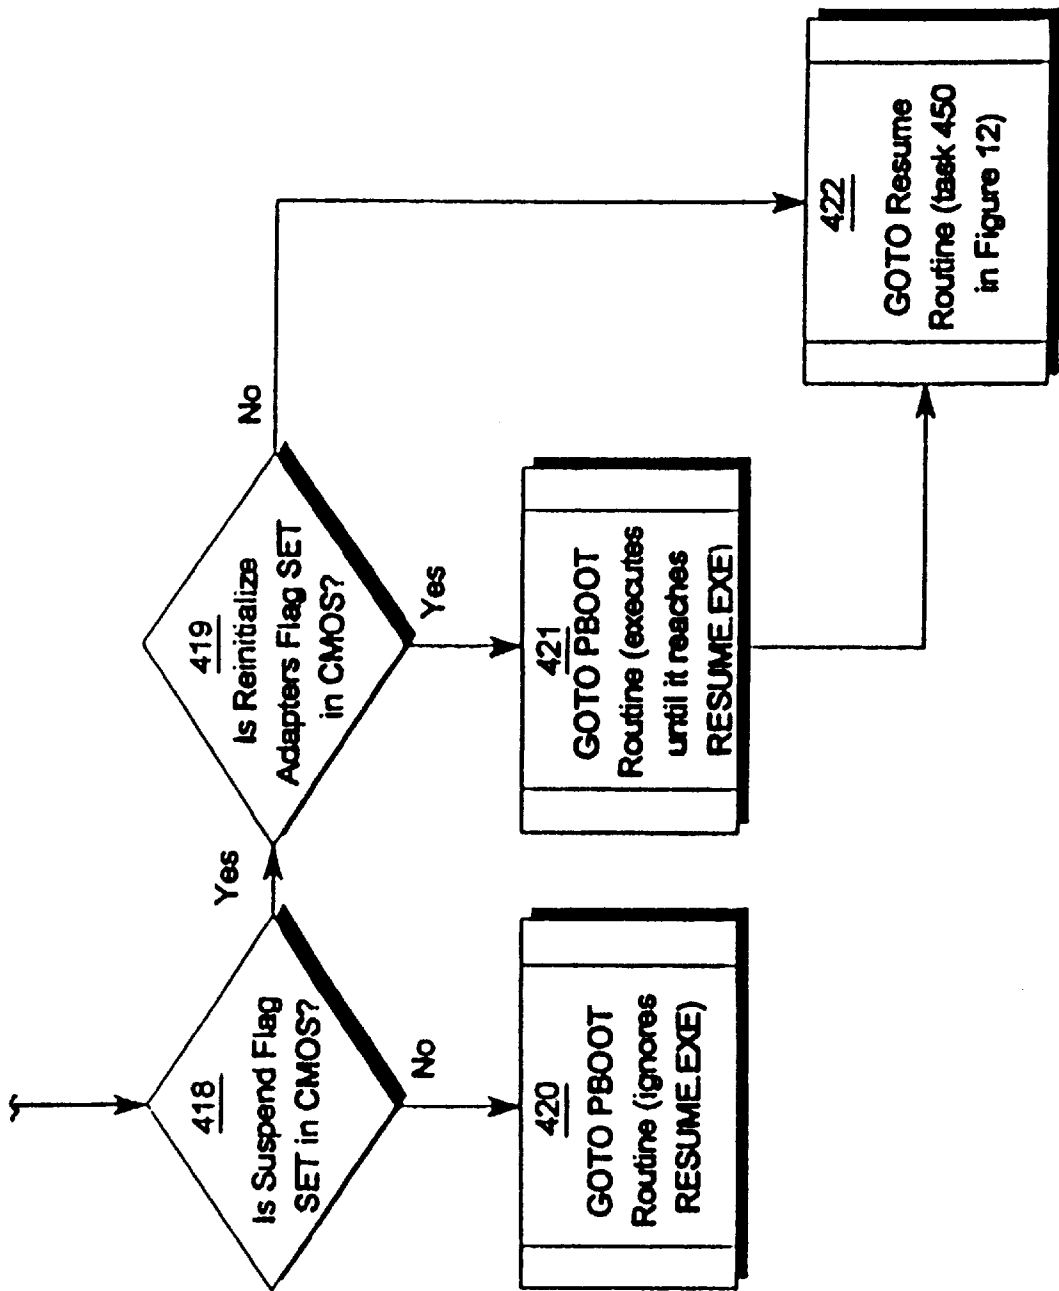 418
Is Suspend Flag
SET in CMOS?
Yes
No
419
Is Reinitialize
Adapters Flag SET
in CMOS?
No
Yes
420
GOTO PBOOT
Routine (ignores
RESUME.EXE)
421
GOTO PBOOT
Routine (executes
until it reaches
RESUME.EXE)
422
GOTO Resume
Routine (task 450
in Figure 12)